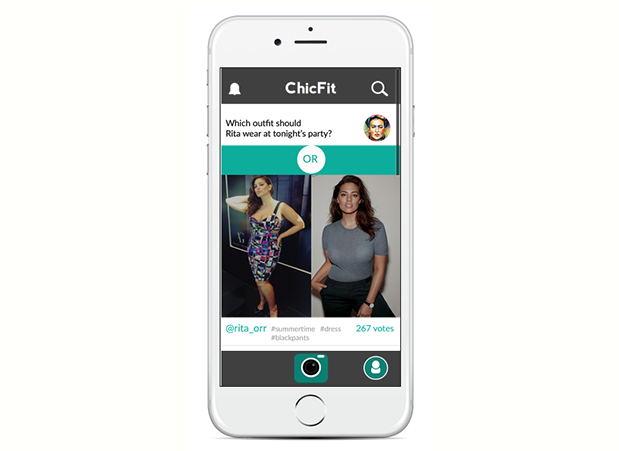 ChicFit
Which outfit should
Rita wear at tonight's party?
OR
@rita_orr #summertime #dress 267 votes
#blackpants